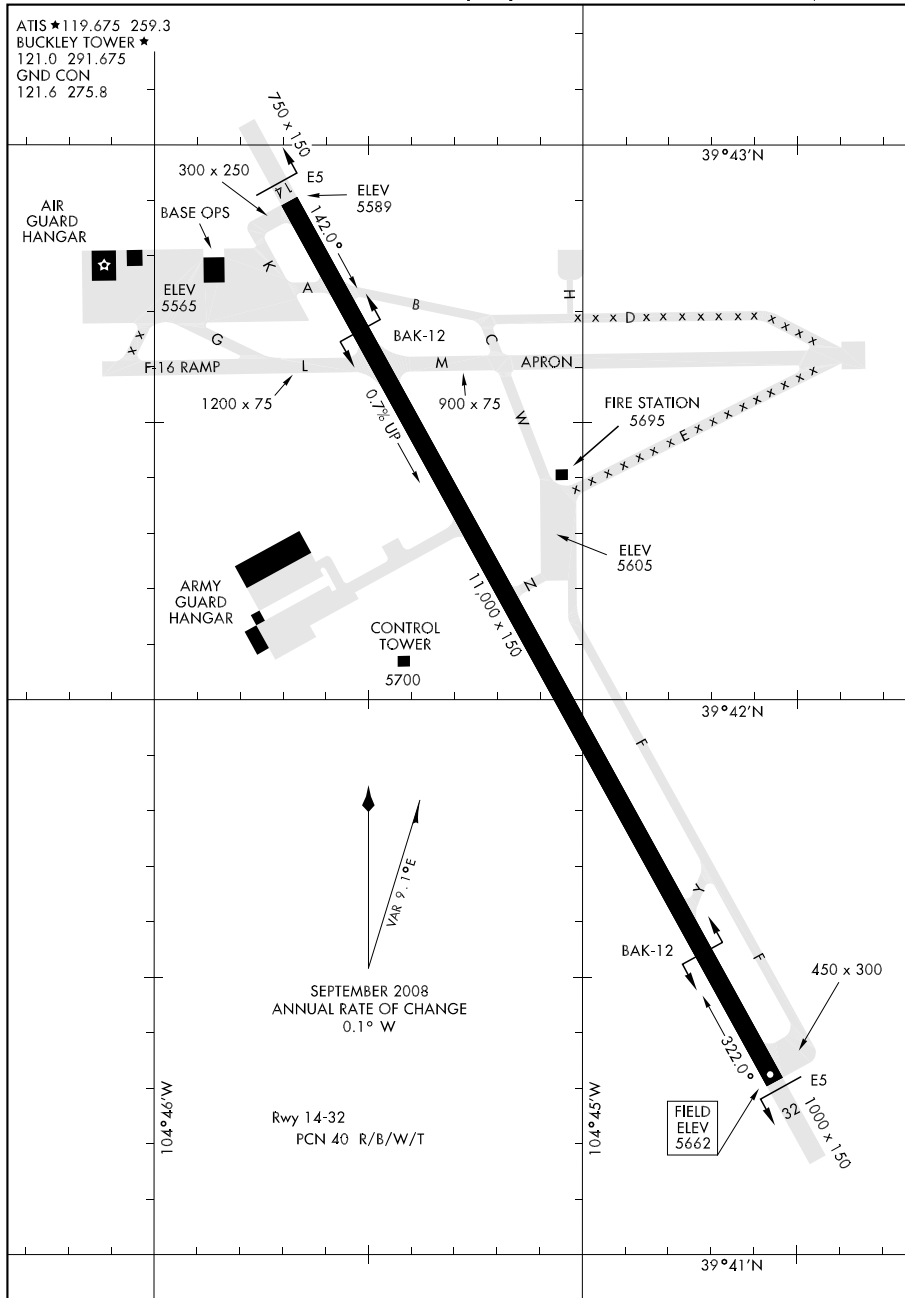 ATIS ★ 119.675 259.3
BUCKLEY TOWER ★
121.0 291.675
GND CON
121.6 275.8
750 x 150
39°43'N
300 x 250
E5
14
ELEV
5589
AIR
GUARD
HANGAR
BASE OPS
142.0°
K
ELEV
5565
A
B
H
D
G
BAK-12
C
F-16 RAMP
L
M
APRON
1200 x 75
900 x 75
0.7% UP
W
FIRE STATION
5695
E
ELEV
5605
ARMY
GUARD
HANGAR
N
11,000 x 150
CONTROL
TOWER
5700
39°42'N
F
VAR 9.1°E
Y
BAK-12
F
450 x 300
SEPTEMBER 2008
ANNUAL RATE OF CHANGE
0.1° W
322.0°
E5
104°46'W
104°45'W
Rwy 14-32
PCN 40 R/B/W/T
FIELD
ELEV
5662
32
1000 x 150
39°41'N